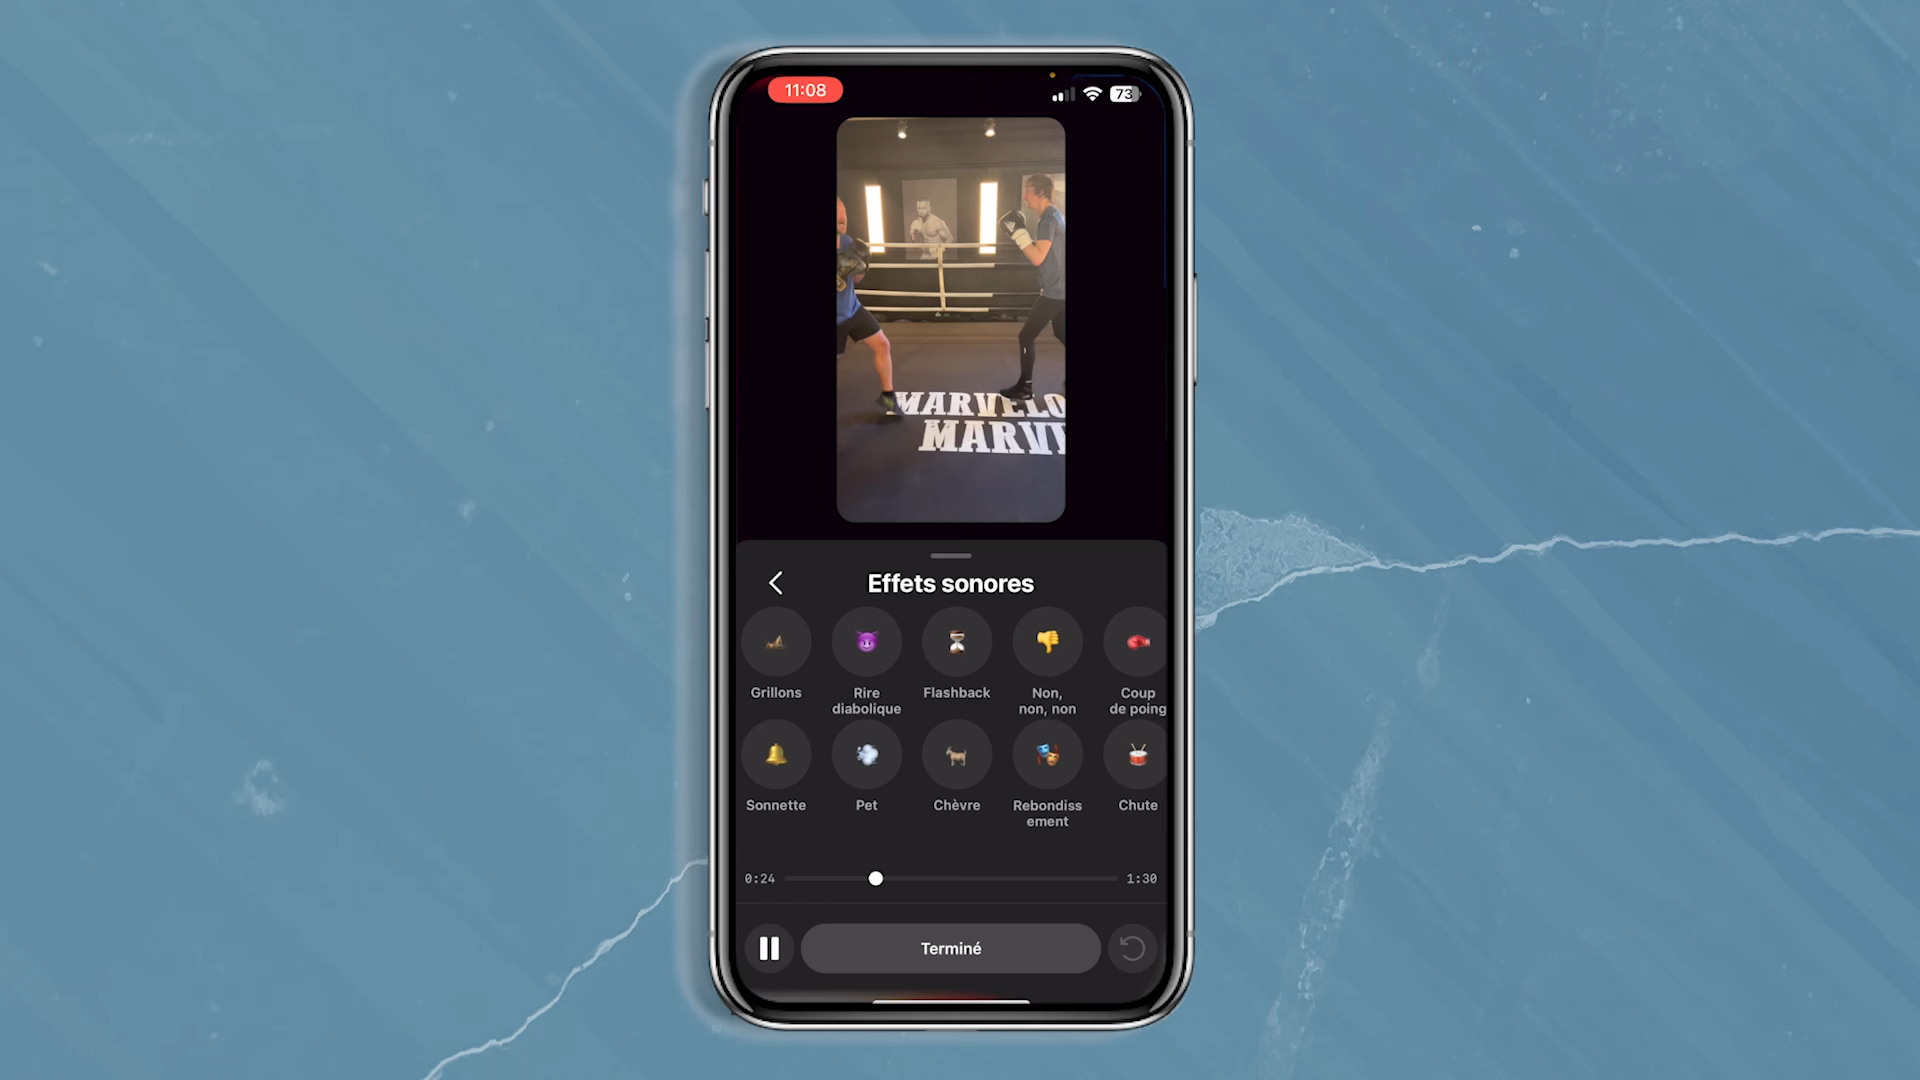 11:08
73
MARVELO
MARVE
Effets sonores
Grillons
Rire
diabolique
Flashback
Non,
non, non
Coup
de poing
Sonnette
Pet
Chèvre
Rebondiss
ement
Chute
0:24
1:30
Terminé